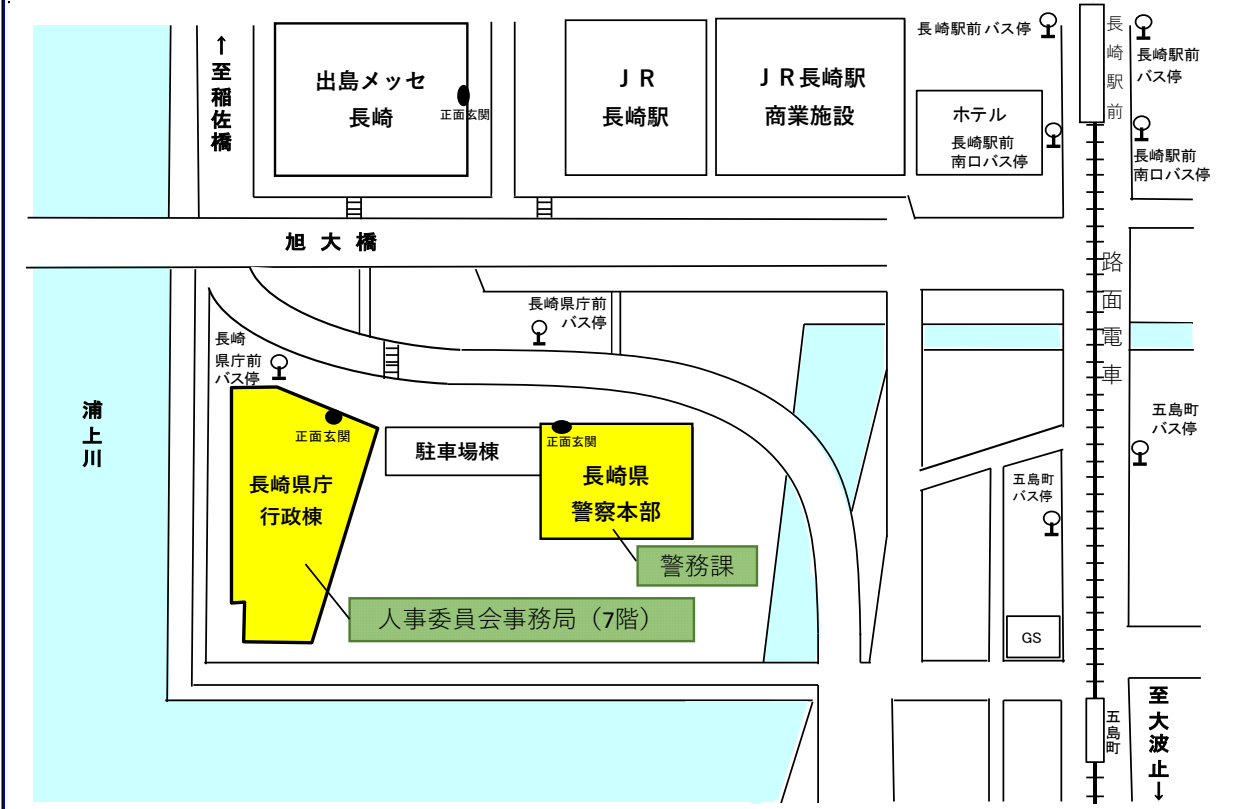 ↑至稲佐橋
出島メッセ
長崎
正面玄関
ＪＲ
長崎駅
ＪＲ長崎駅
商業施設
長崎駅前バス停
ホテル
長崎駅前
南口バス停
長崎駅前
長崎駅前
バス停
長崎駅前
南口バス停
旭大橋
路面電車
長崎県庁前
バス停
長崎
県庁前
バス停
浦上川
正面玄関
長崎県庁
行政棟
駐車場棟
正面玄関
長崎県
警察本部
警務課
人事委員会事務局（7階）
五島町
バス停
五島町
バス停
GS
五島町
至大波止↓